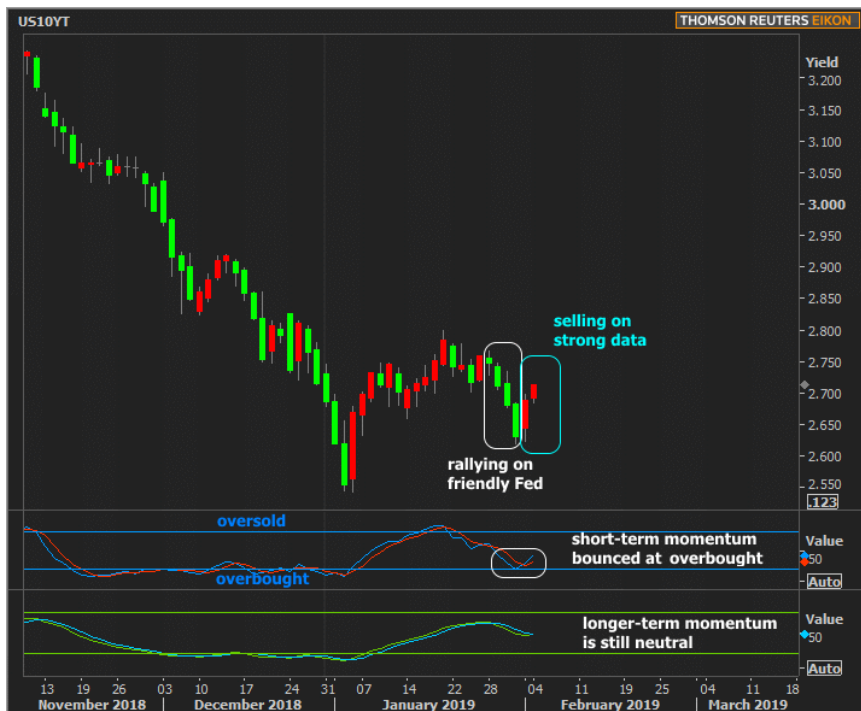 US10YT
THOMSON REUTERS EIKON
Yield
3.200
3.150
3.100
3.050
3.000
2.950
2.900
2.850
2.800
selling on
strong data
2.750
2.700
2.650
rallying on
friendly Fed
2.600
2.550
.123
oversold
short-term momentum
bounced at overbought
overbought
Value
50
Auto
longer-term momentum
is still neutral
Value
50
Auto
13 19 26 03 10 17 24 31 07 14 22 28 04 11 19 25 04 11 18
November 2018 December 2018 January 2019 February 2019 March 2019